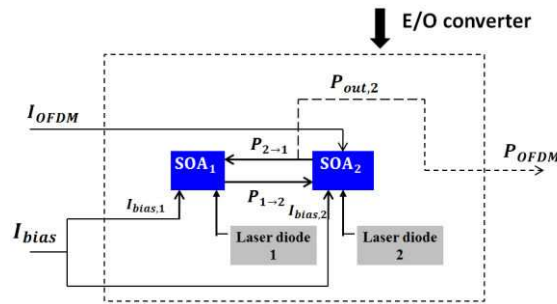 E/O converter
P_out,2
I_OFDM
P_2→1
P_OFDM
SOA_1
SOA_2
P_1→2
I_bias,1
I_bias,2
I_bias
Laser diode
1
Laser diode
2